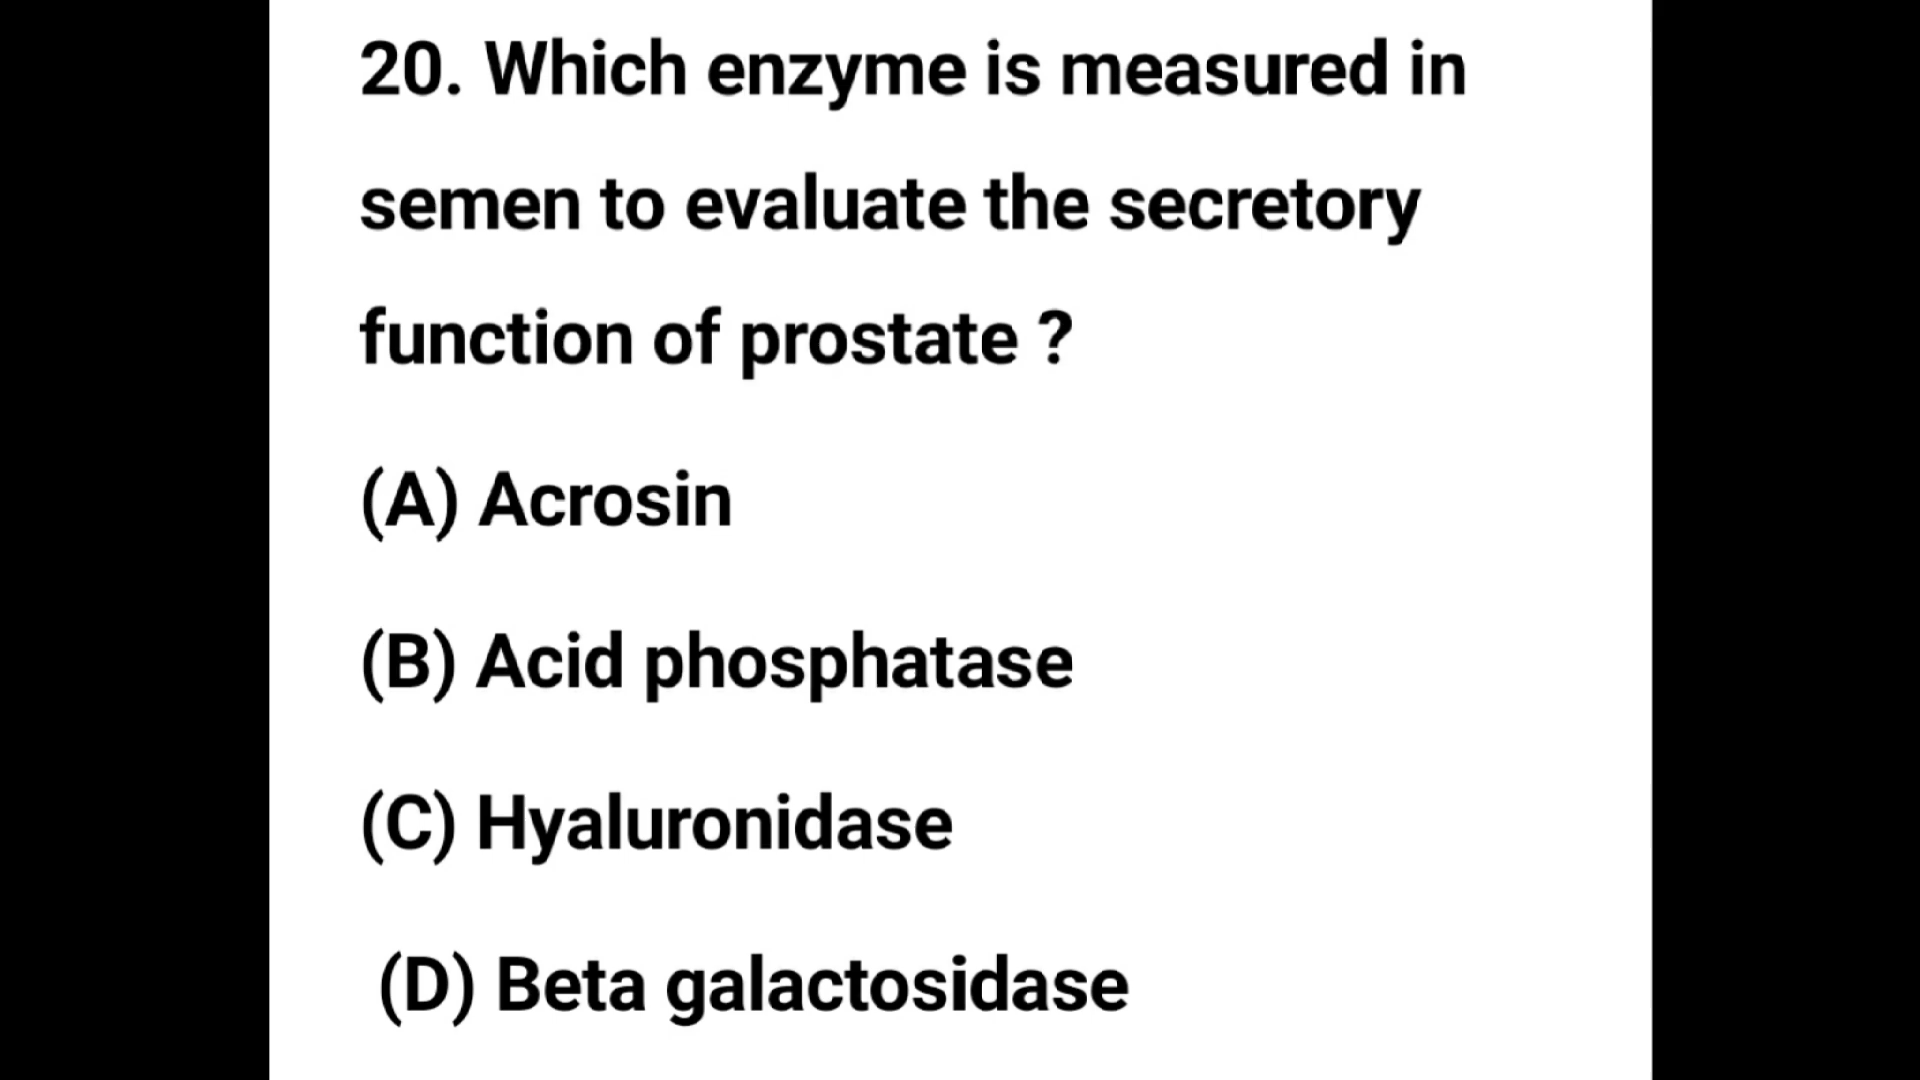 20. Which enzyme is measured in
semen to evaluate the secretory
function of prostate ?
(A) Acrosin
(B) Acid phosphatase
(C) Hyaluronidase
(D) Beta galactosidase